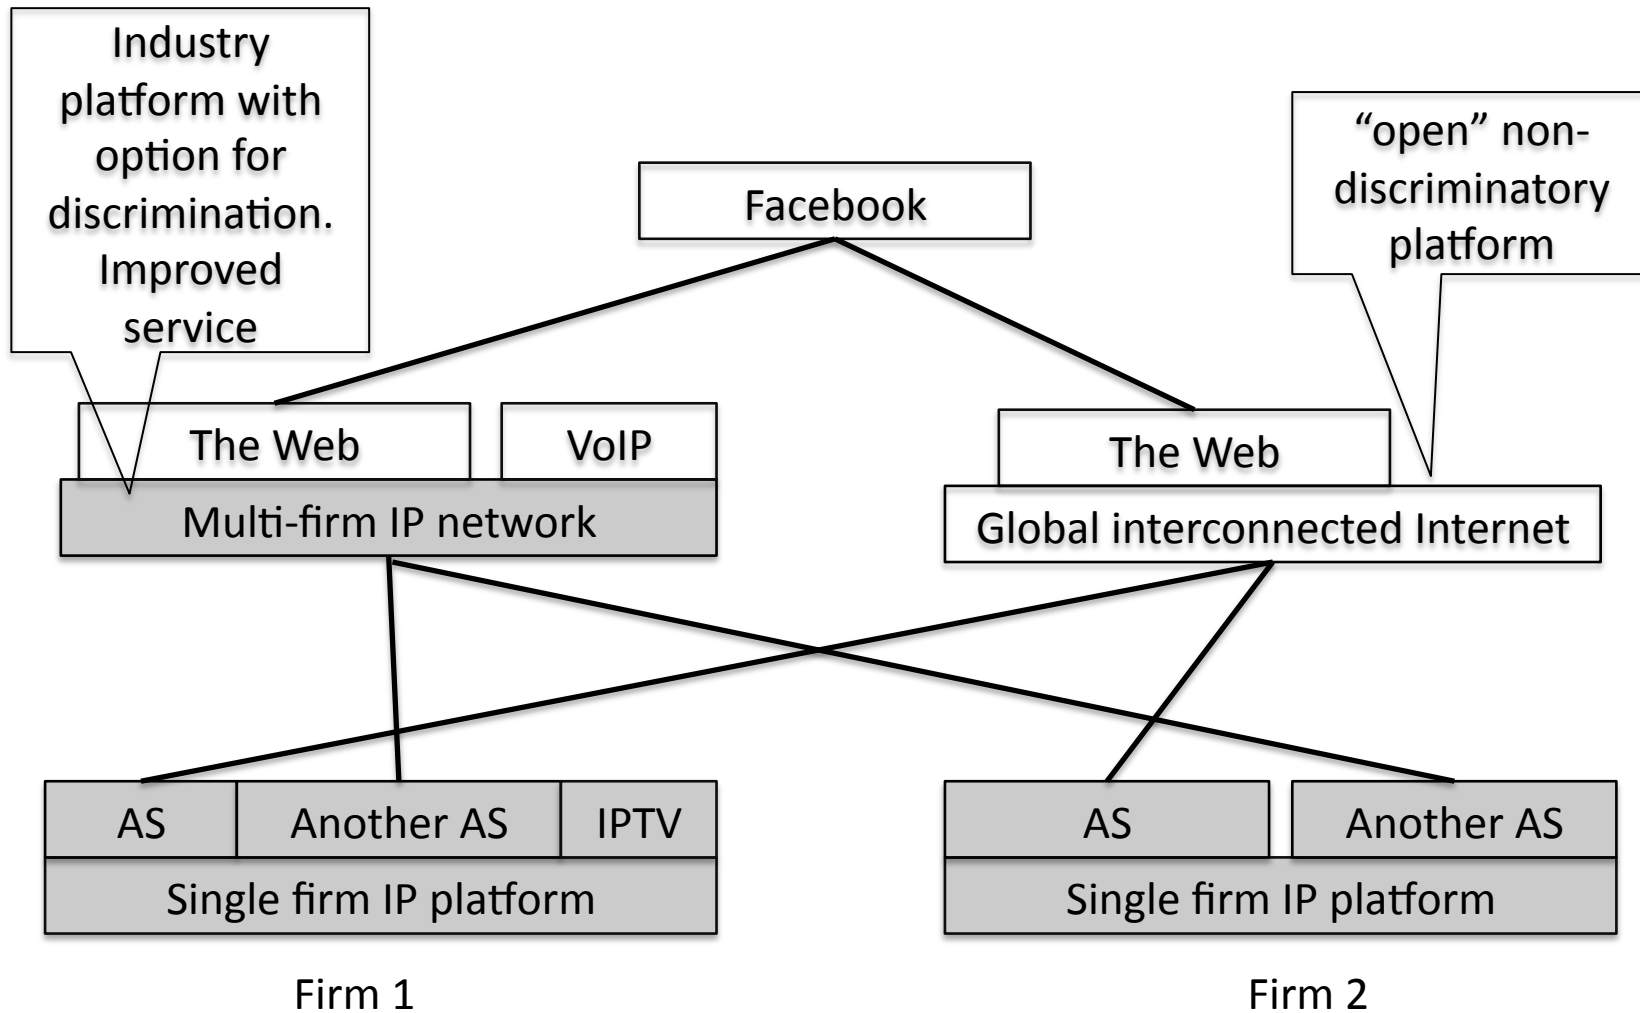 Industry
platform with
option for
discrimination.
Improved
service
“open” non-
discriminatory
platform
Facebook
The Web
VoIP
The Web
Multi-firm IP network
Global interconnected Internet
AS
Another AS
IPTV
AS
Another AS
Single firm IP platform
Single firm IP platform
Firm 1
Firm 2